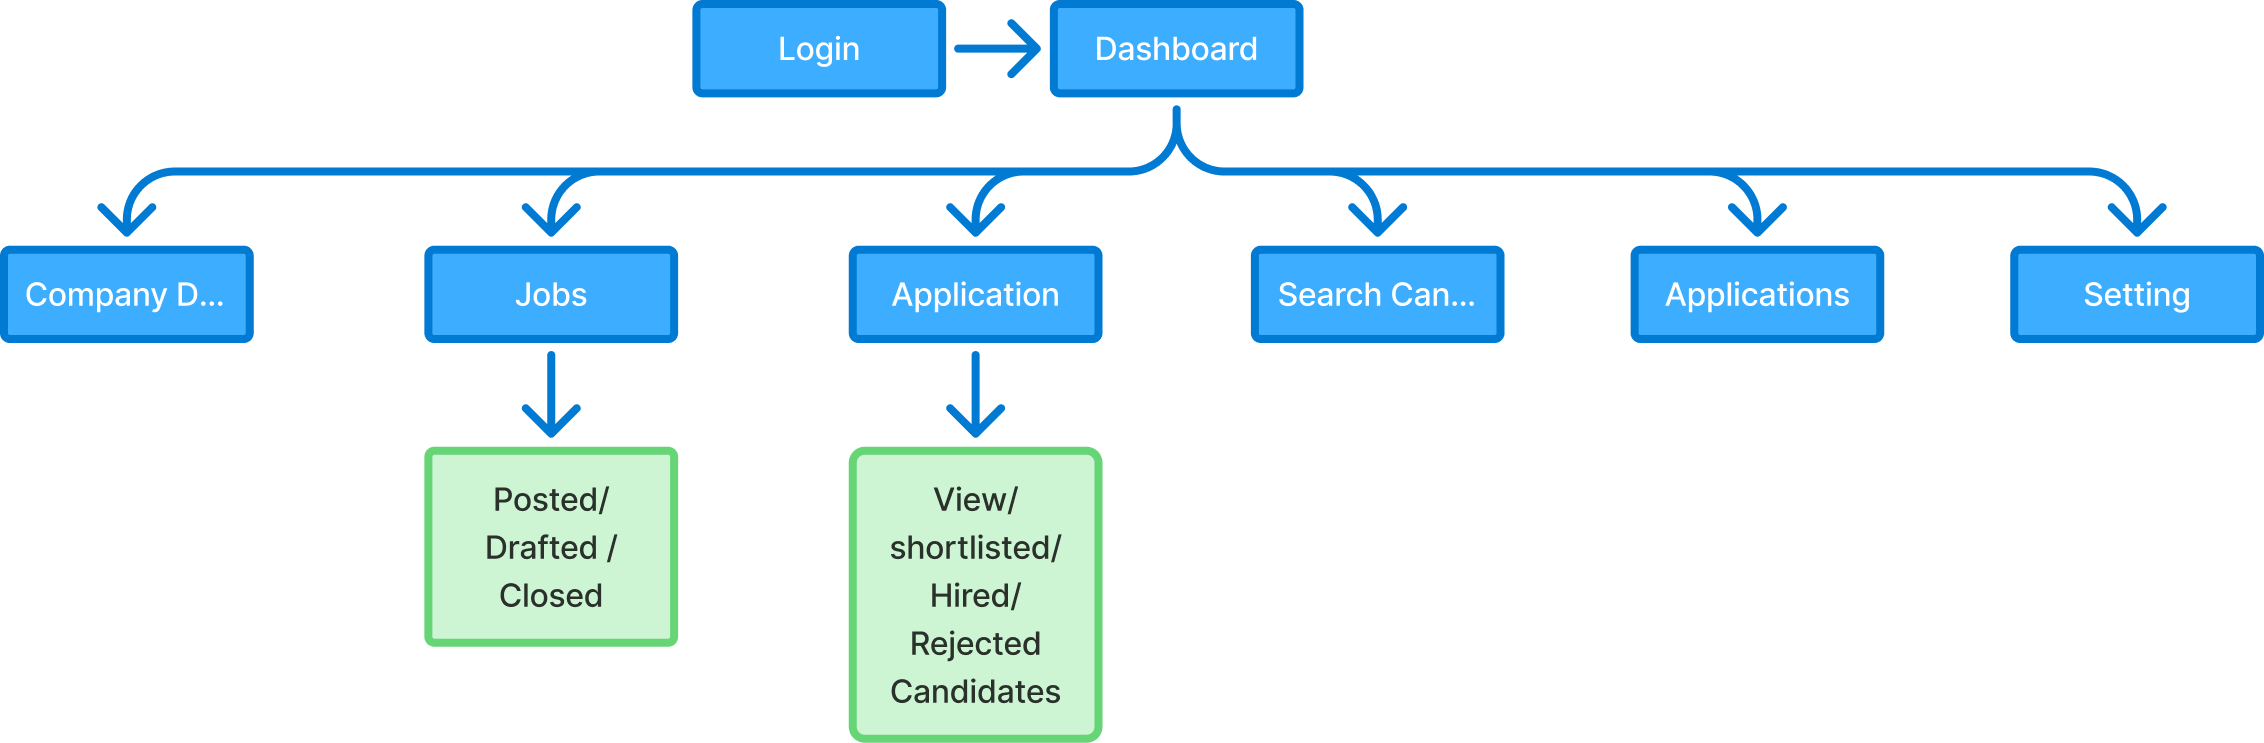 Login
Dashboard
Company D...
Jobs
Application
Search Can...
Applications
Setting
Posted/
Drafted /
Closed
View/
shortlisted/
Hired/
Rejected
Candidates